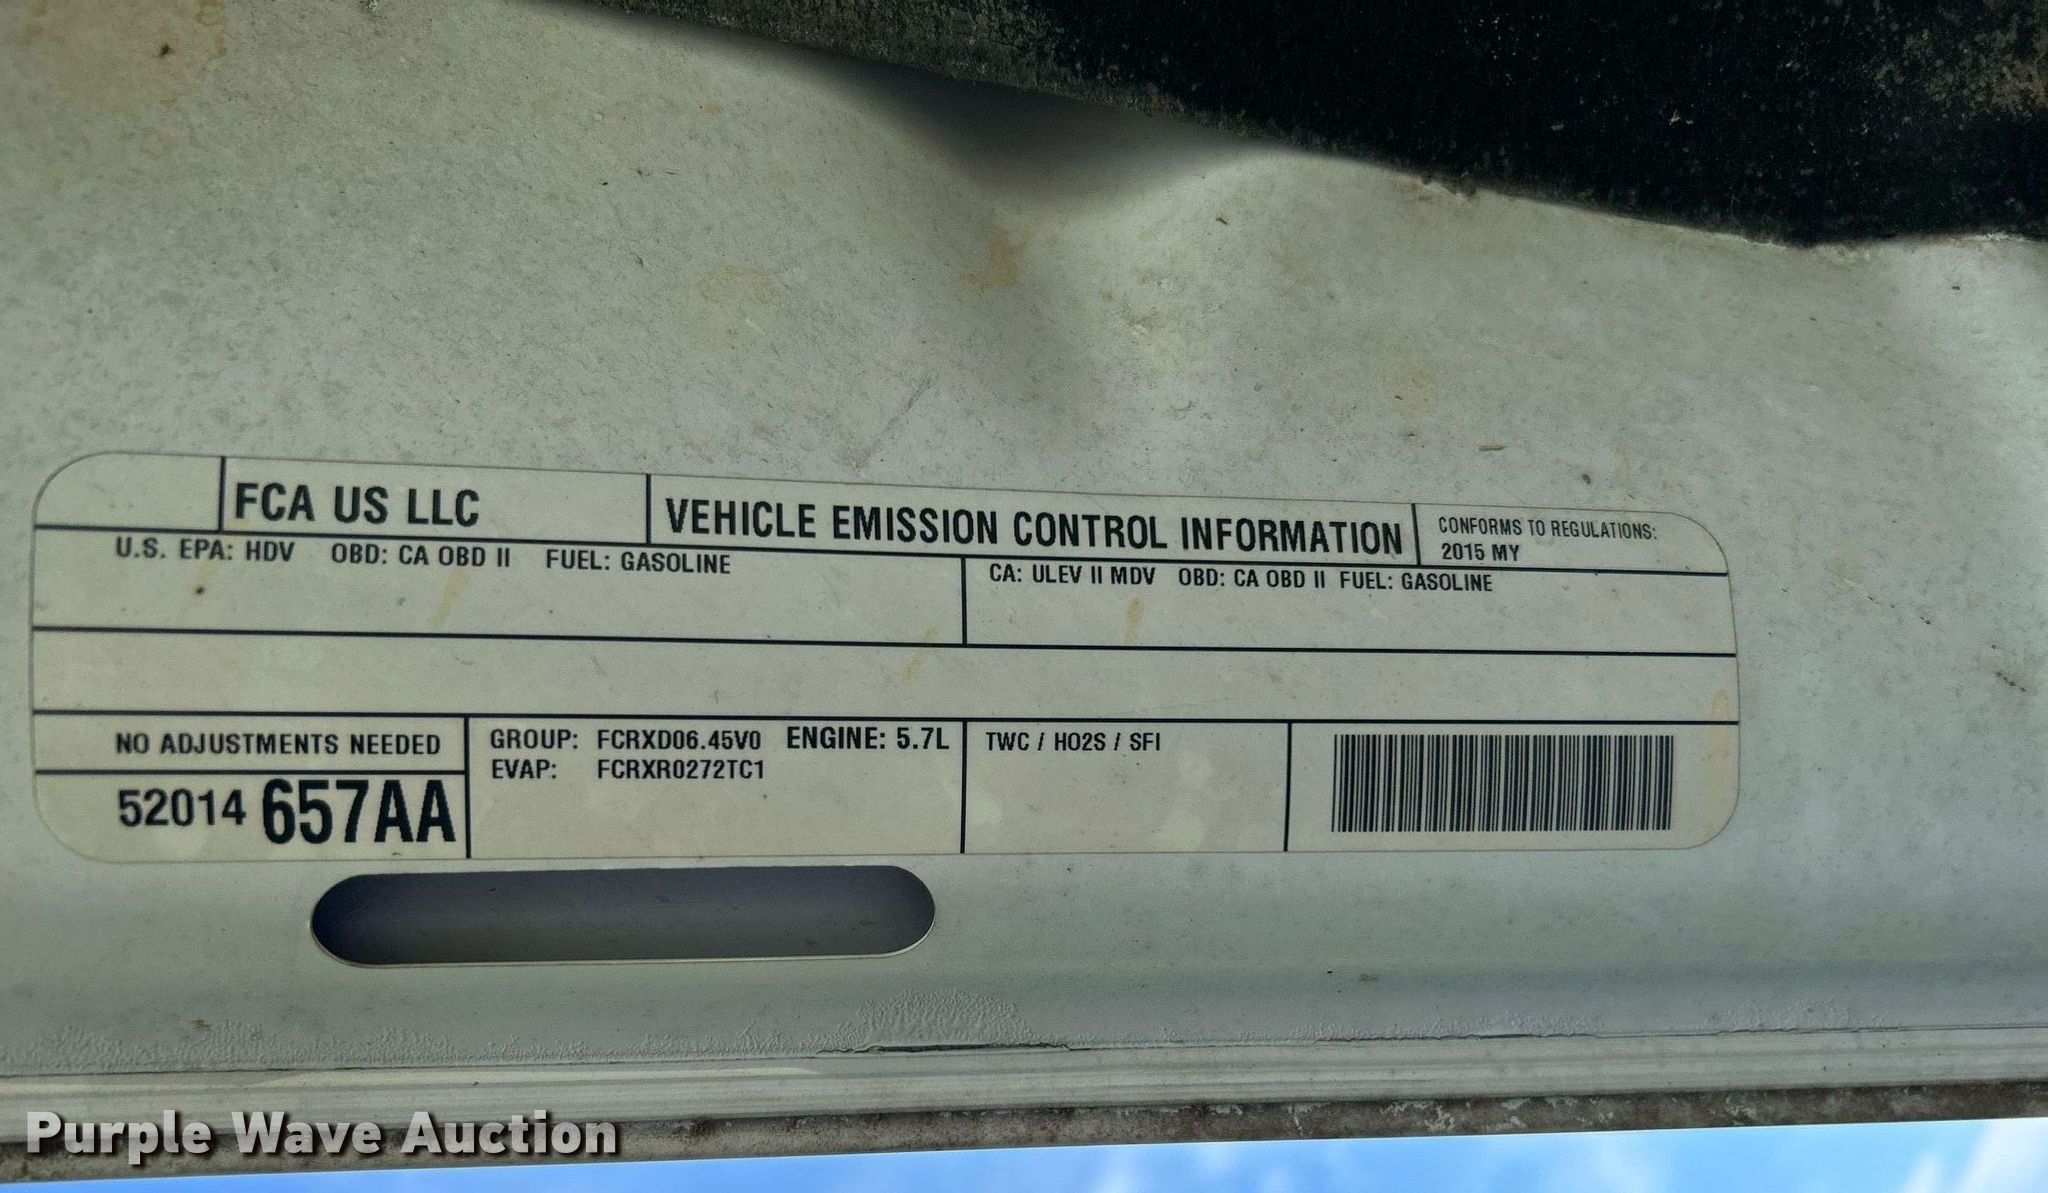 FCA US LLC
VEHICLE EMISSION CONTROL INFORMATION
CONFORMS TO REGULATIONS:
2015 MY
U.S. EPA: HDV OBD: CA OBD II FUEL: GASOLINE
CA: ULEV II MDV OBD: CA OBD II FUEL: GASOLINE
NO ADJUSTMENTS NEEDED
52014 657AA
GROUP: FCRXD06.45V0 ENGINE: 5.7L
EVAP: FCRXR0272TC1
TWC / HO2S / SFI
Purple Wave Auction